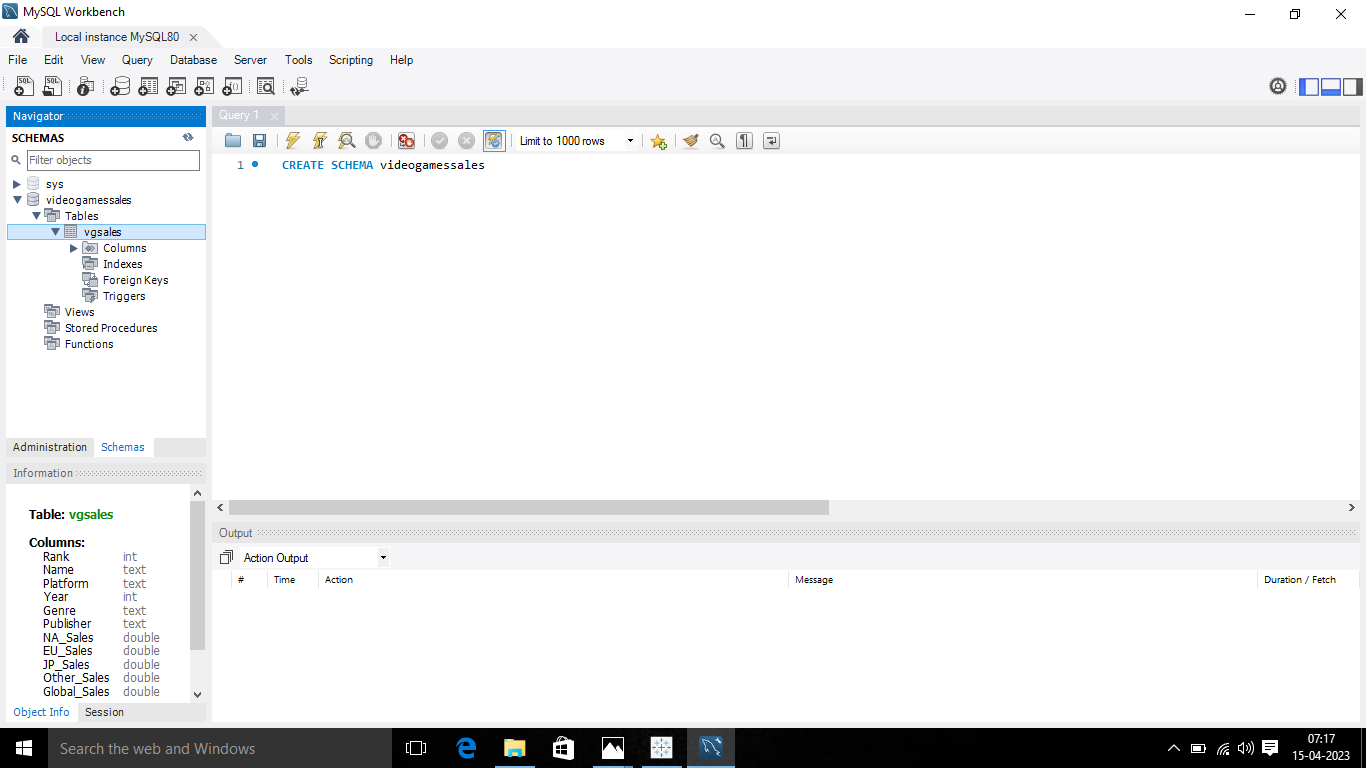 MySQL Workbench
Local instance MySQL80
File Edit View Query Database Server Tools Scripting Help
Navigator
SCHEMAS
Filter objects
sys
videogamessales
Tables
vgsales
Columns
Indexes
Foreign Keys
Triggers
Views
Stored Procedures
Functions
Administration Schemas
Information
Table: vgsales
Columns:
Rank int
Name text
Platform text
Year int
Genre text
Publisher text
NA_Sales double
EU_Sales double
JP_Sales double
Other_Sales double
Global_Sales double
Object Info Session
Query 1
Limit to 1000 rows
1 CREATE SCHEMA videogamessales
Output
Action Output
# Time Action Message Duration / Fetch
Search the web and Windows
07:17
15-04-2023